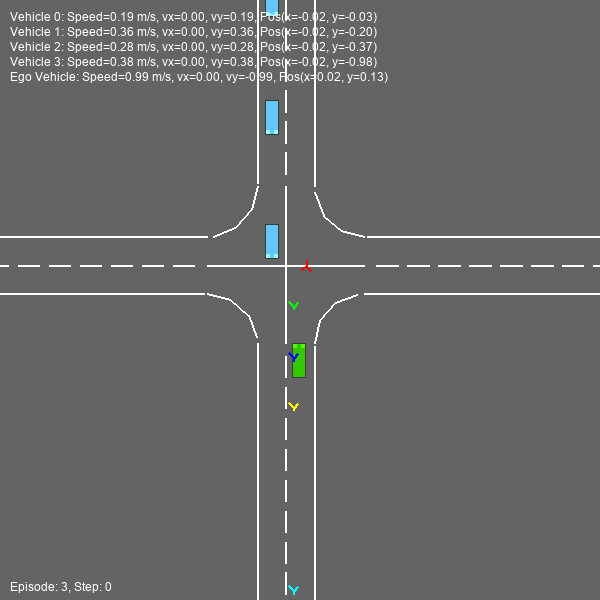 Vehicle 0: Speed=0.19 m/s, vx=0.00, vy=0.19, Pos(x=-0.02, y=-0.03)
Vehicle 1: Speed=0.36 m/s, vx=0.00, vy=0.36, Pos(x=-0.02, y=-0.20)
Vehicle 2: Speed=0.28 m/s, vx=0.00, vy=0.28, Pos(x=-0.02, y=-0.37)
Vehicle 3: Speed=0.38 m/s, vx=0.00, vy=0.38, Pos(x=-0.02, y=-0.98)
Ego Vehicle: Speed=0.99 m/s, vx=0.00, vy=-0.99, Pos(x=0.02, y=0.13)
Episode: 3, Step: 0